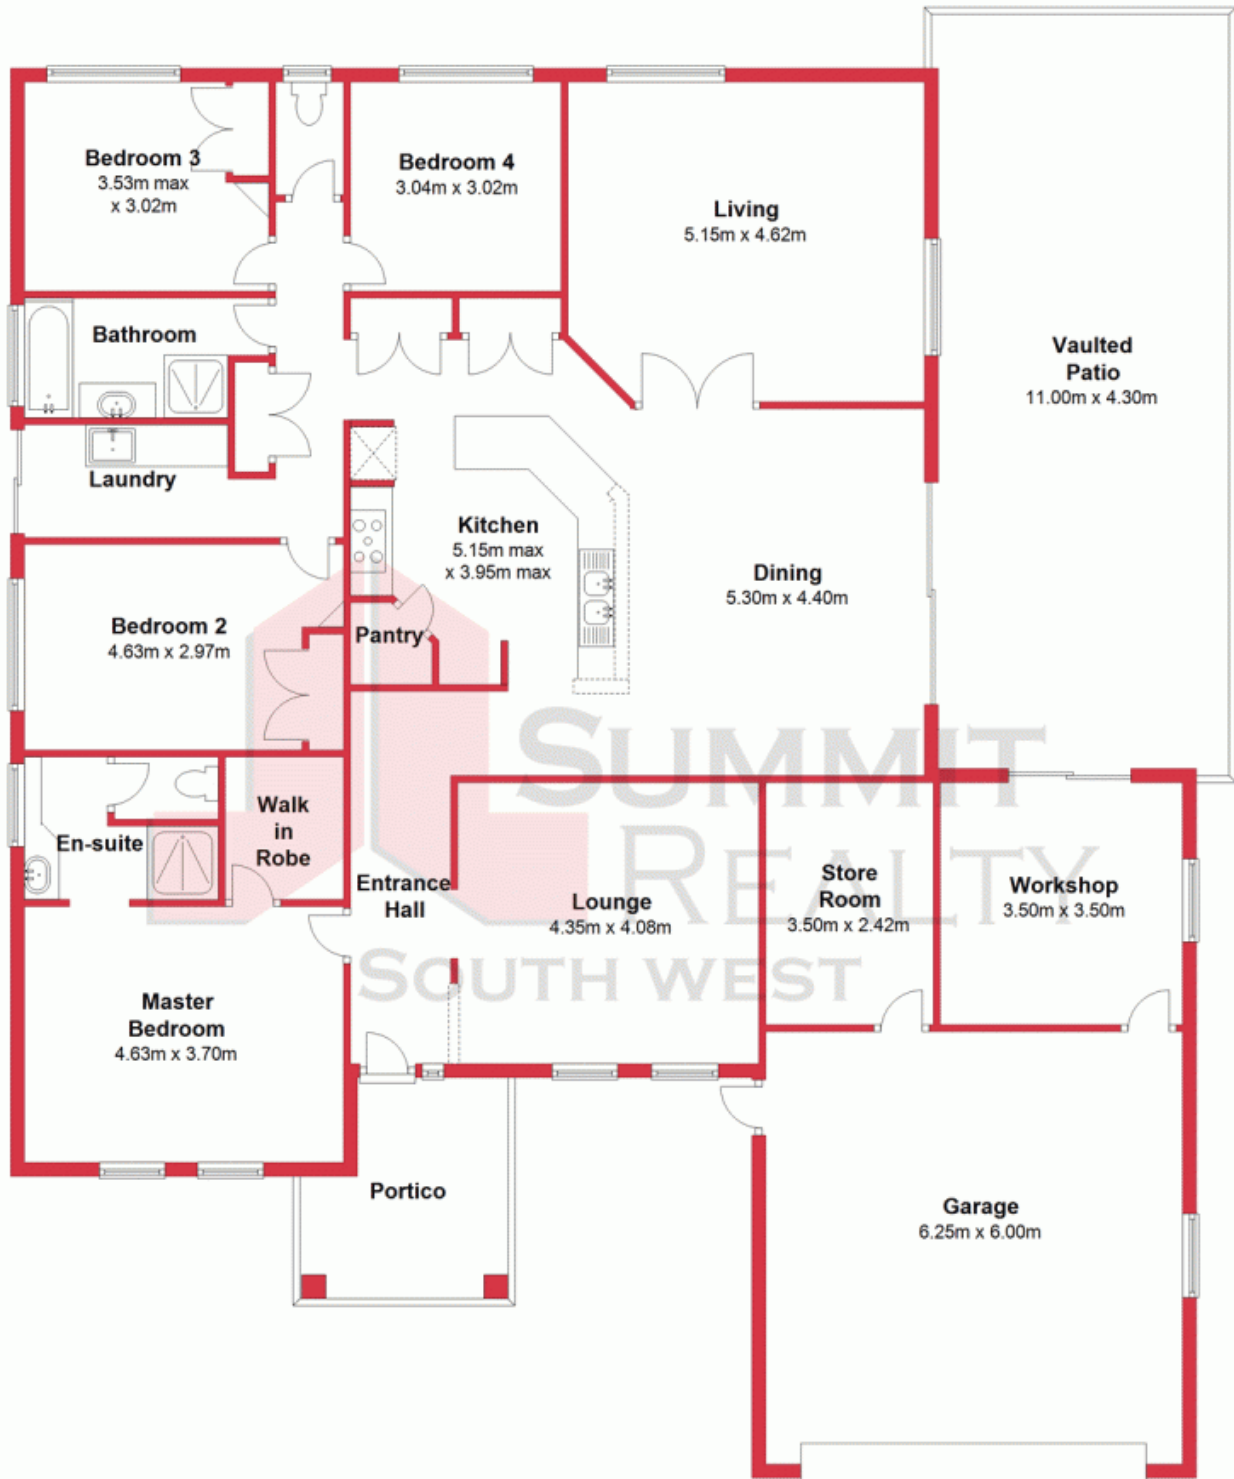 Bedroom 3
3.53m max
x 3.02m
Bedroom 4
3.04m x 3.02m
Living
5.15m x 4.62m
Bathroom
Vaulted
Patio
11.00m x 4.30m
Laundry
Kitchen
5.15m max
x 3.95m max
Dining
5.30m x 4.40m
Bedroom 2
4.63m x 2.97m
Pantry
SUMMIT
REALTY
SOUTH WEST
En-suite
Walk
in
Robe
Entrance
Hall
Lounge
4.35m x 4.08m
Store
Room
3.50m x 2.42m
Workshop
3.50m x 3.50m
Master
Bedroom
4.63m x 3.70m
Portico
Garage
6.25m x 6.00m